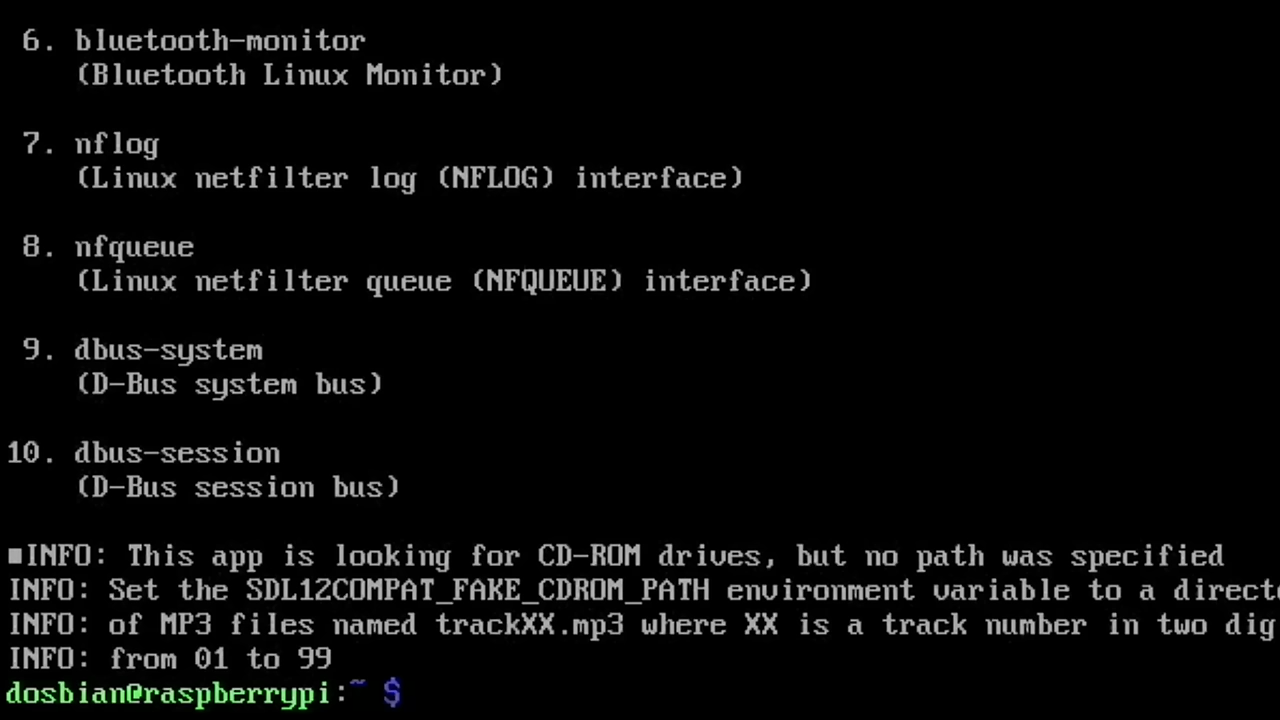 6. bluetooth-monitor
(Bluetooth Linux Monitor)
7. nflog
(Linux netfilter log (NFLOG) interface)
8. nfqueue
(Linux netfilter queue (NFQUEUE) interface)
9. dbus-system
(D-Bus system bus)
10. dbus-session
(D-Bus session bus)
■INFO: This app is looking for CD-ROM drives, but no path was specified
INFO: Set the SDL12COMPAT_FAKE_CDROM_PATH environment variable to a direct
INFO: of MP3 files named trackXX.mp3 where XX is a track number in two dig
INFO: from 01 to 99
dosbian@raspberrypi:~ $